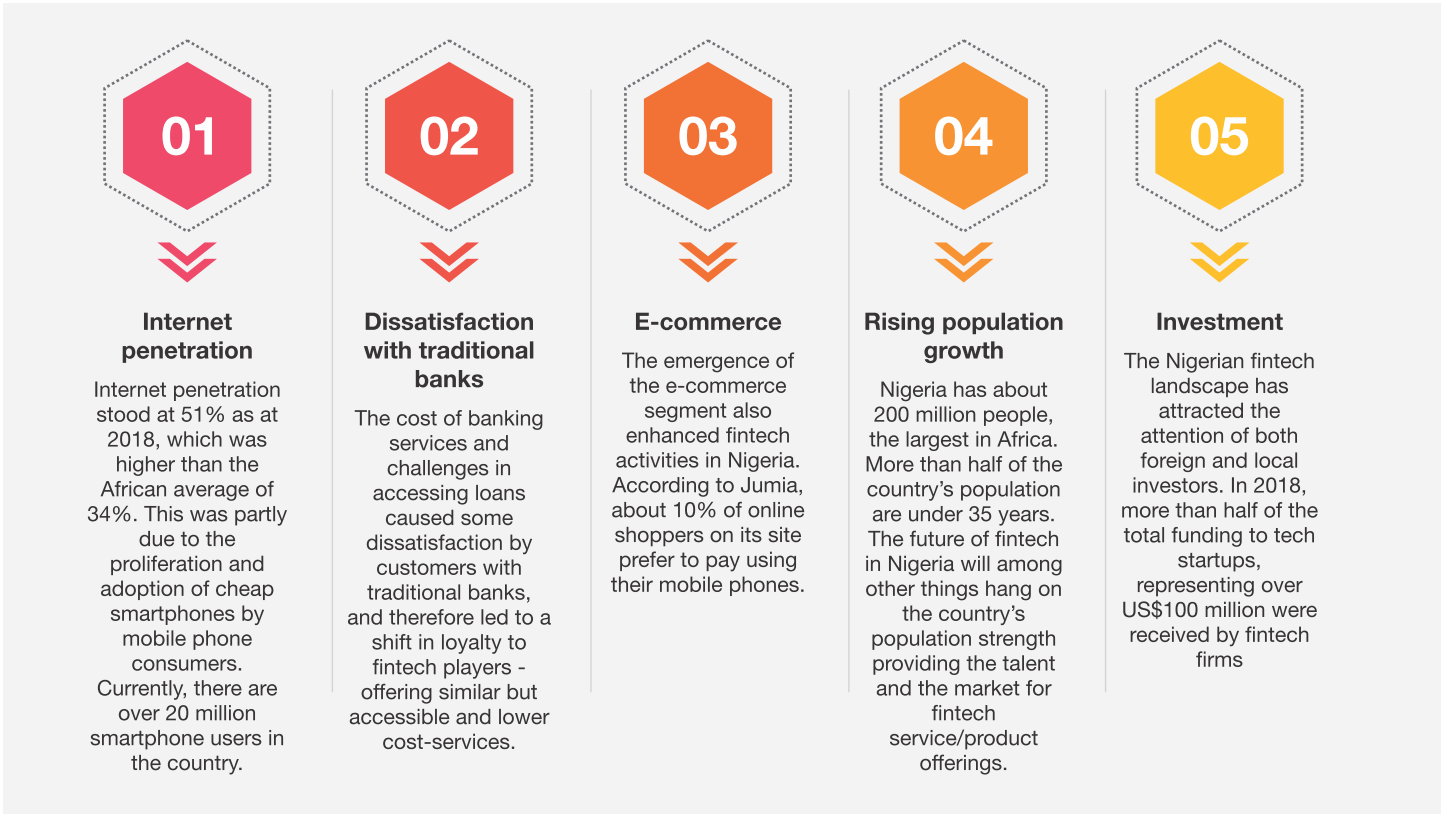 01
Internet
penetration
Internet penetration
stood at 51% as at
2018, which was
higher than the
African average of
34%. This was partly
due to the
proliferation and
adoption of cheap
smartphones by
mobile phone
consumers.
Currently, there are
over 20 million
smartphone users in
the country.
02
Dissatisfaction
with traditional
banks
The cost of banking
services and
challenges in
accessing loans
caused some
dissatisfaction by
customers with
traditional banks,
and therefore led to a
shift in loyalty to
fintech players -
offering similar but
accessible and lower
cost-services.
03
E-commerce
The emergence of
the e-commerce
segment also
enhanced fintech
activities in Nigeria.
According to Jumia,
about 10% of online
shoppers on its site
prefer to pay using
their mobile phones.
04
Rising population
growth
Nigeria has about
200 million people,
the largest in Africa.
More than half of the
country’s population
are under 35 years.
The future of fintech
in Nigeria will among
other things hang on
the country’s
population strength
providing the talent
and the market for
fintech
service/product
offerings.
05
Investment
The Nigerian fintech
landscape has
attracted the
attention of both
foreign and local
investors. In 2018,
more than half of the
total funding to tech
startups,
representing over
US$100 million were
received by fintech
firms